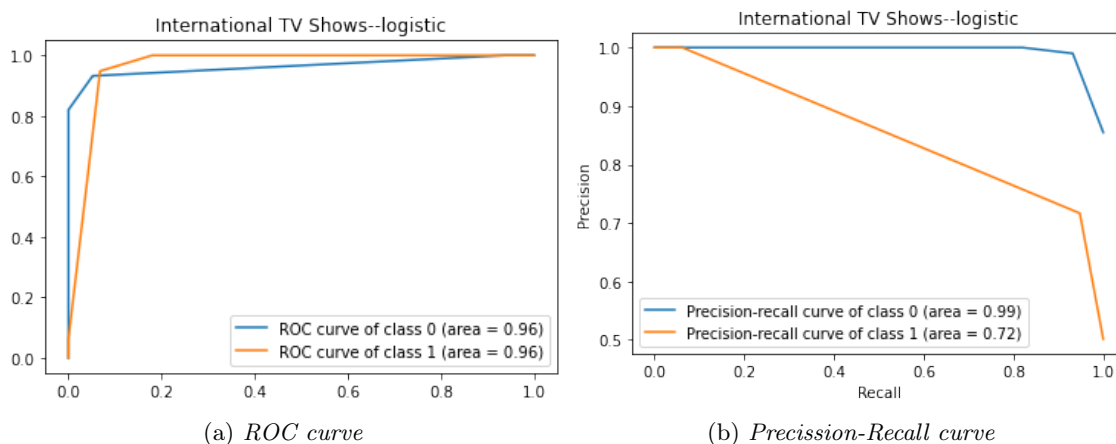 International TV Shows--logistic
1.0
0.8
0.6
0.4
0.2
0.0
ROC curve of class 0 (area = 0.96)
ROC curve of class 1 (area = 0.96)
0.0 0.2 0.4 0.6 0.8 1.0
(a) ROC curve
International TV Shows--logistic
1.0
0.9
0.8
0.7
0.6
0.5
Precision
Precision-recall curve of class 0 (area = 0.99)
Precision-recall curve of class 1 (area = 0.72)
0.0 0.2 0.4 0.6 0.8 1.0
Recall
(b) Precission-Recall curve